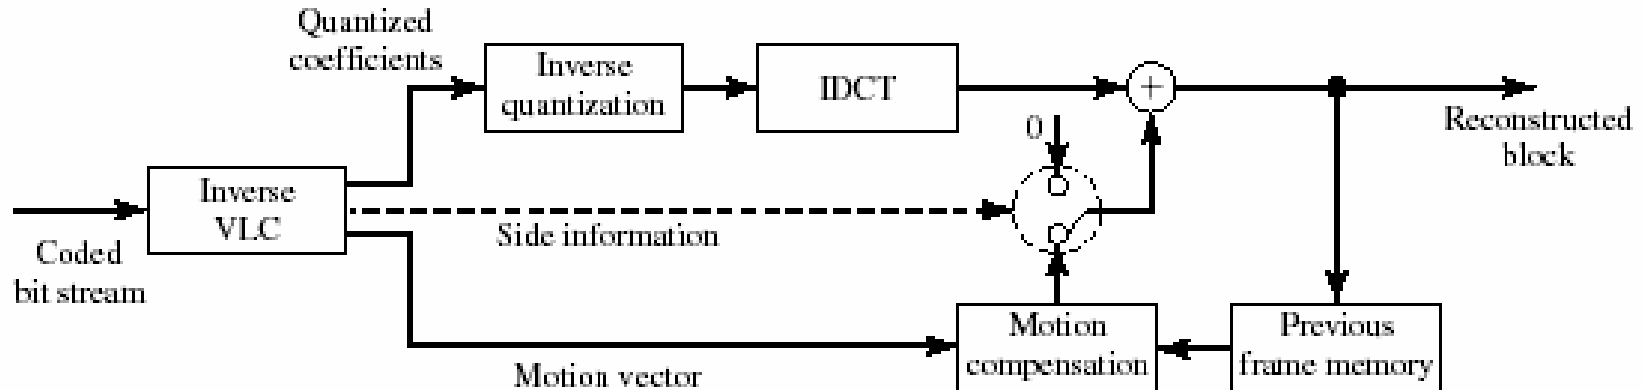 Quantized
coefficients
Inverse
quantization
IDCT
+
0
Reconstructed
block
Inverse
VLC
Side information
Coded
bit stream
Motion
compensation
Previous
frame memory
Motion vector